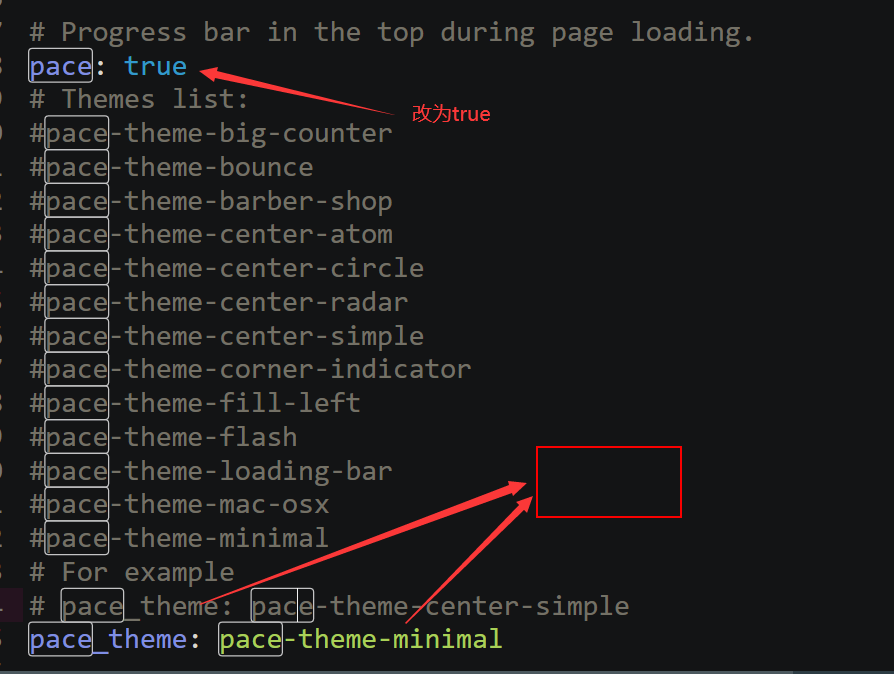 # Progress bar in the top during page loading.
pace: true
改为true
# Themes list:
#pace-theme-big-counter
#pace-theme-bounce
#pace-theme-barber-shop
#pace-theme-center-atom
#pace-theme-center-circle
#pace-theme-center-radar
#pace-theme-center-simple
#pace-theme-corner-indicator
#pace-theme-fill-left
#pace-theme-flash
#pace-theme-loading-bar
#pace-theme-mac-osx
#pace-theme-minimal
# For example
# pace_theme: pace-theme-center-simple
pace_theme: pace-theme-minimal